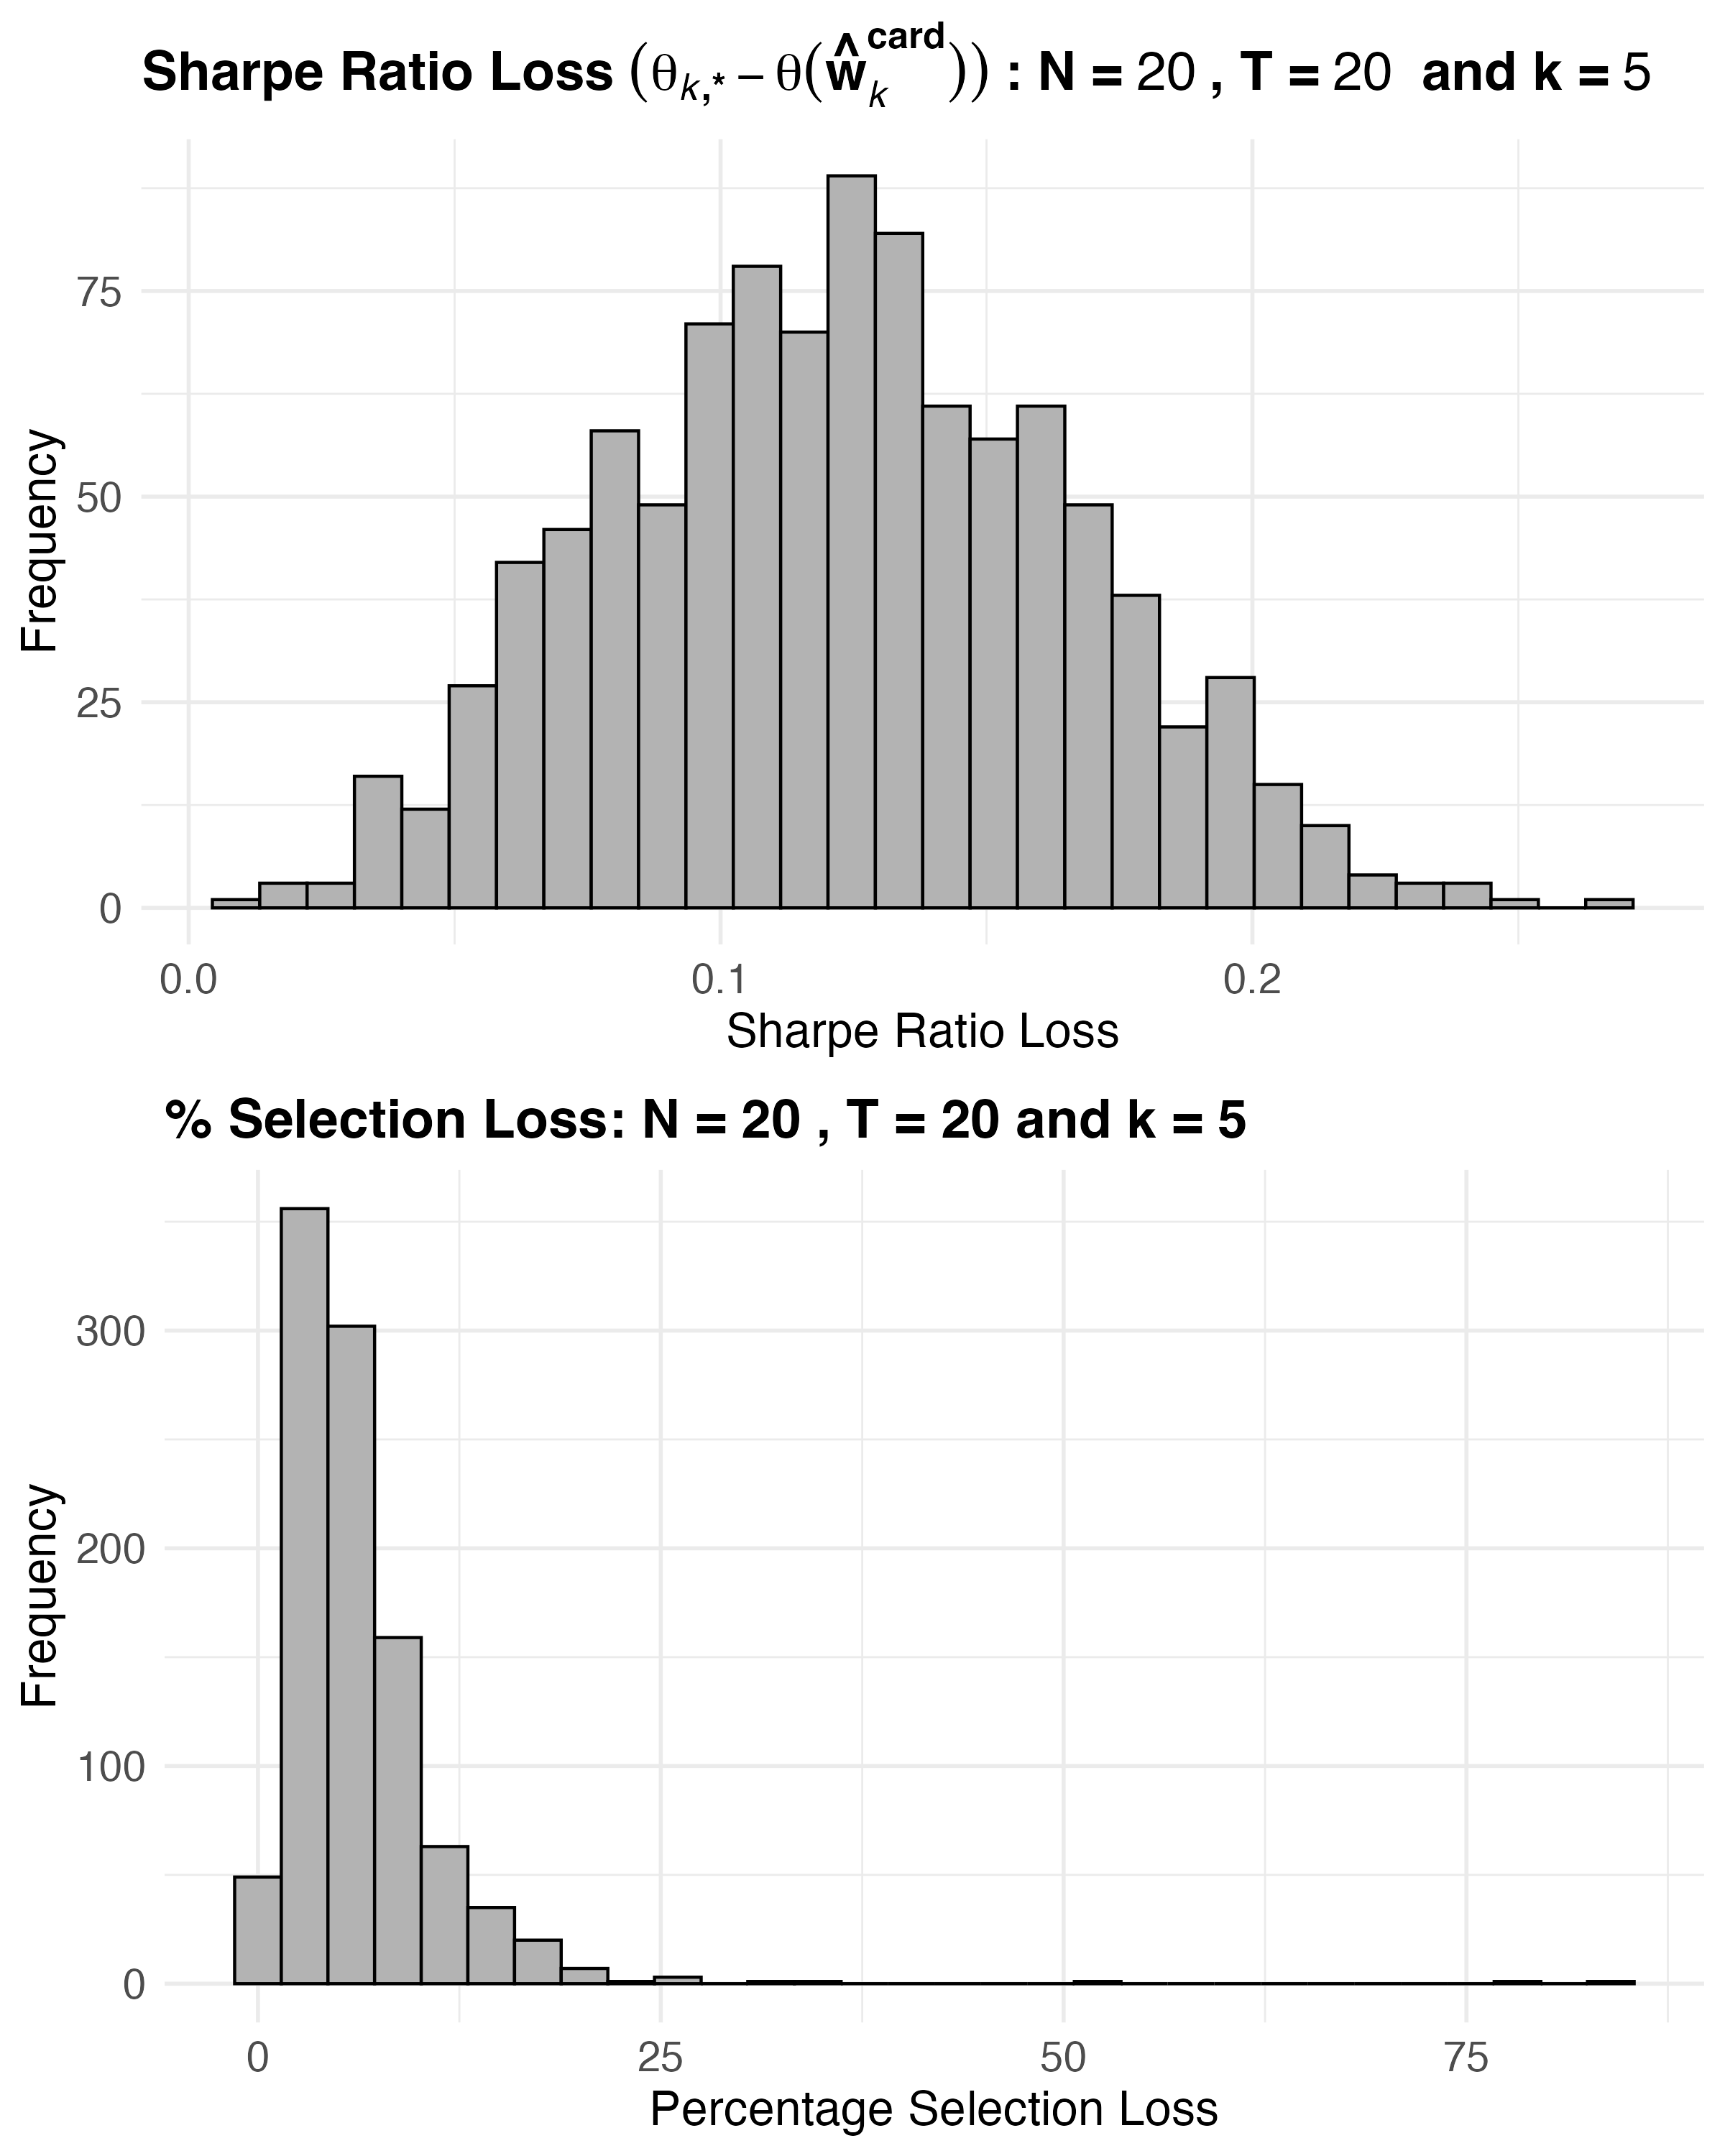 Sharpe Ratio Loss (θk,* − θ(ŵk^card)) : N = 20 , T = 20 and k = 5
75
50
25
0
Frequency
0.0 0.1 0.2
Sharpe Ratio Loss
% Selection Loss: N = 20 , T = 20 and k = 5
300
200
100
0
Frequency
0 25 50 75
Percentage Selection Loss